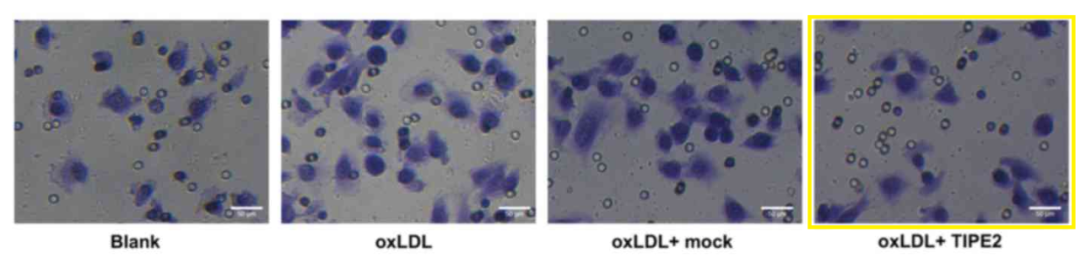 Blank
oxLDL
oxLDL+ mock
oxLDL+ TIPE2